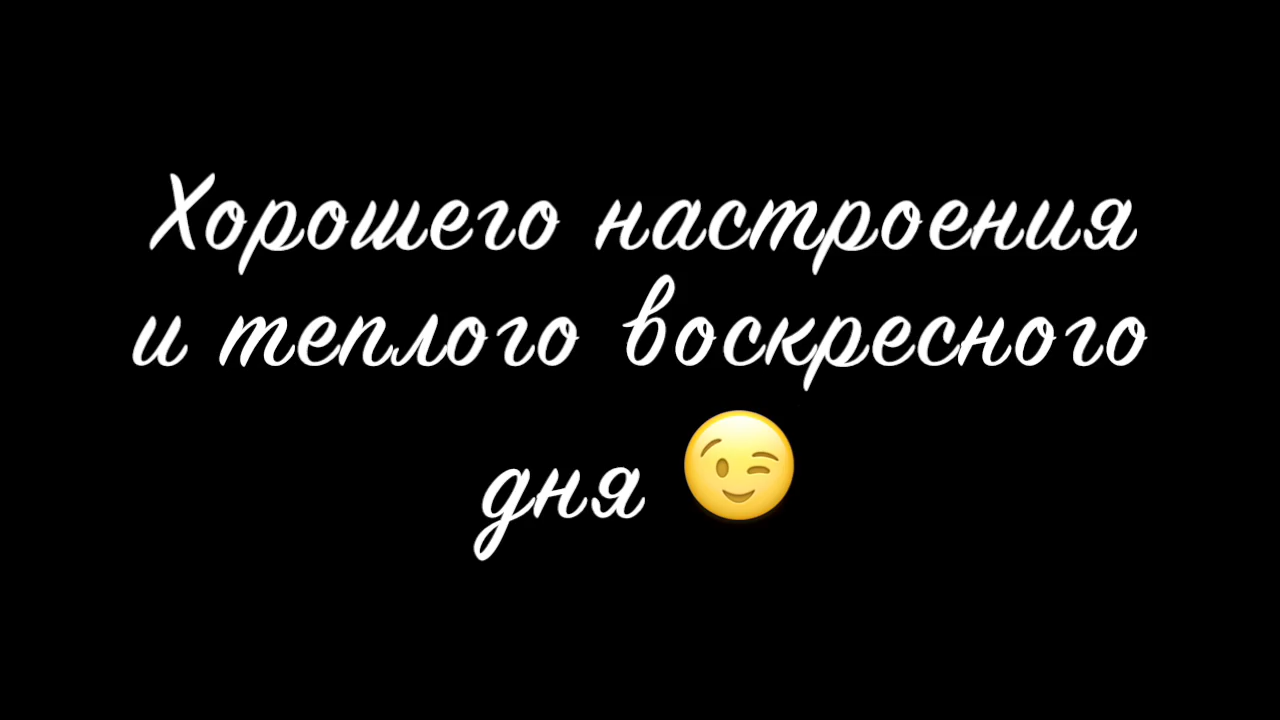 Хорошего настроения
и теплого воскресного
дня 😉